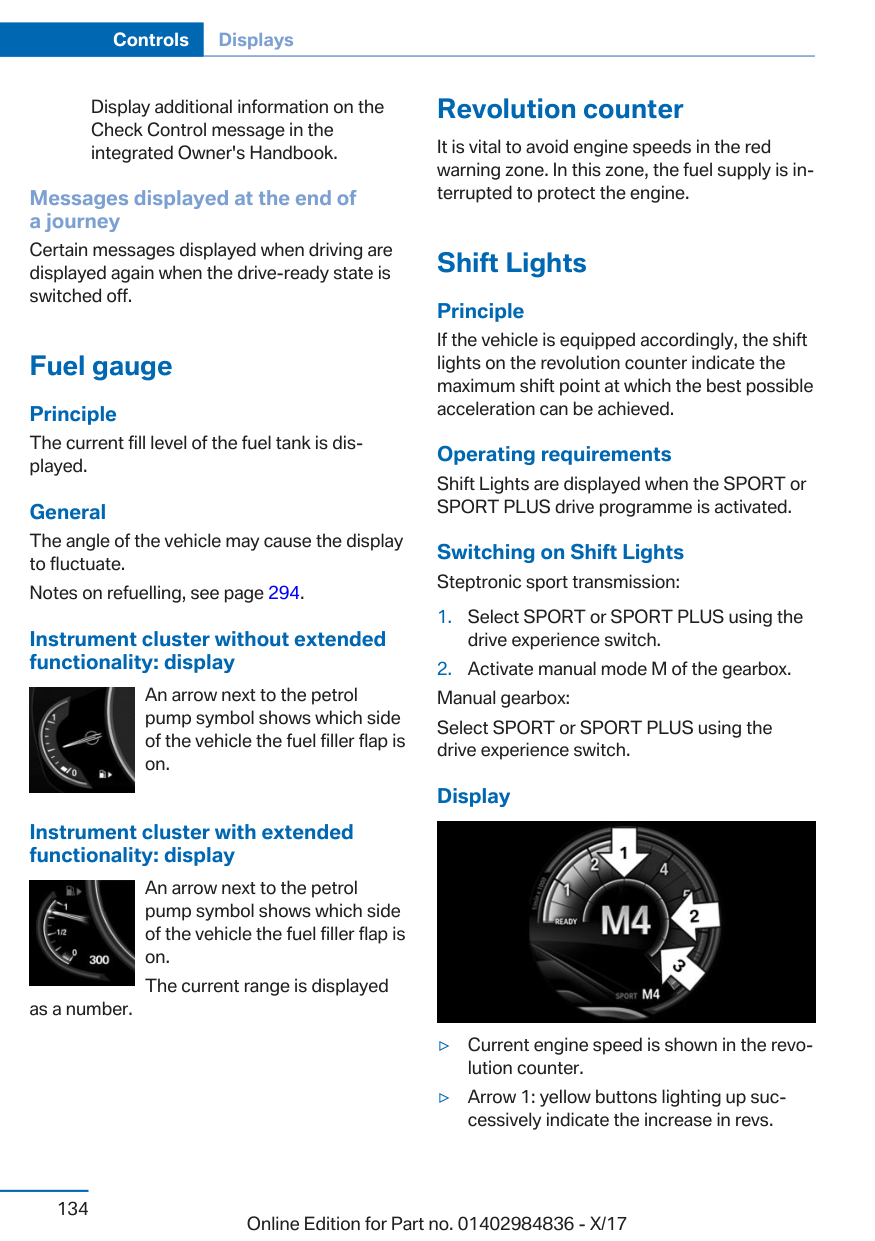 Controls Displays
Display additional information on the
Check Control message in the
integrated Owner's Handbook.
Messages displayed at the end of
a journey
Certain messages displayed when driving are
displayed again when the drive-ready state is
switched off.
Fuel gauge
Principle
The current fill level of the fuel tank is dis-
played.
General
The angle of the vehicle may cause the display
to fluctuate.
Notes on refuelling, see page 294.
Instrument cluster without extended
functionality: display
1
0
An arrow next to the petrol
pump symbol shows which side
of the vehicle the fuel filler flap is
on.
Instrument cluster with extended
functionality: display
1
1/2
0
300
An arrow next to the petrol
pump symbol shows which side
of the vehicle the fuel filler flap is
on.
The current range is displayed
as a number.
Revolution counter
It is vital to avoid engine speeds in the red
warning zone. In this zone, the fuel supply is in-
terrupted to protect the engine.
Shift Lights
Principle
If the vehicle is equipped accordingly, the shift
lights on the revolution counter indicate the
maximum shift point at which the best possible
acceleration can be achieved.
Operating requirements
Shift Lights are displayed when the SPORT or
SPORT PLUS drive programme is activated.
Switching on Shift Lights
Steptronic sport transmission:
1. Select SPORT or SPORT PLUS using the
drive experience switch.
2. Activate manual mode M of the gearbox.
Manual gearbox:
Select SPORT or SPORT PLUS using the
drive experience switch.
Display
1
2
4
1
5
READY
M4
2
3
SPORT M4
▷ Current engine speed is shown in the revo-
lution counter.
▷ Arrow 1: yellow buttons lighting up suc-
cessively indicate the increase in revs.
134
Online Edition for Part no. 01402984836 - X/17